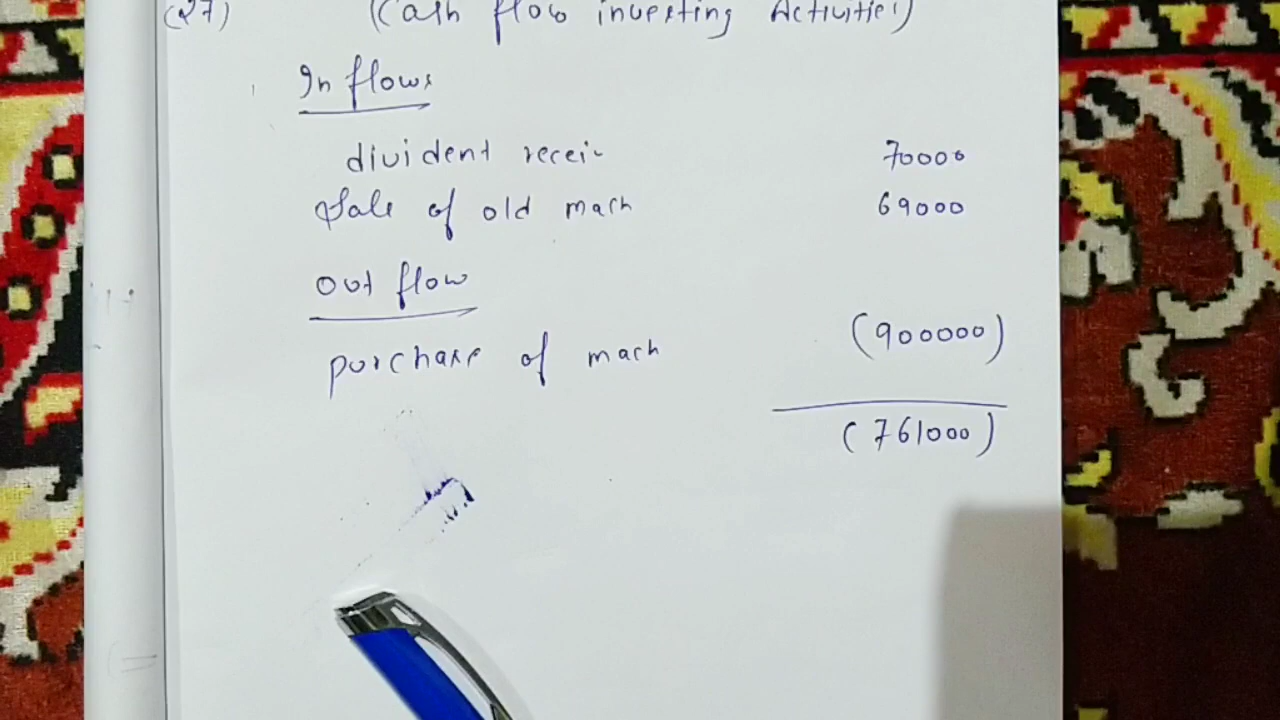 (27) (Cash flow investing Activities)
In flows
divident recei 70000
Sale of old mach 69000
out flow
purchase of mach (900000)
(761000)